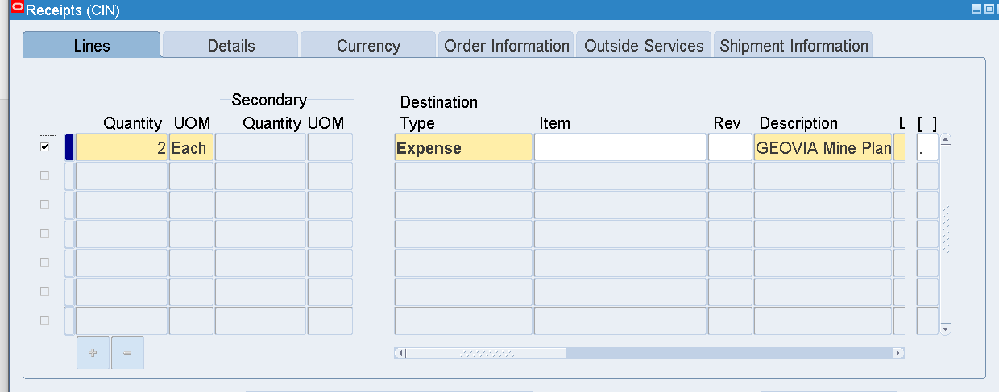 Receipts (CIN)
Lines Details Currency Order Information Outside Services Shipment Information
Secondary Destination
Quantity UOM Quantity UOM Type Item Rev Description L [ ]
2 Each Expense GEOVIA Mine Plan .